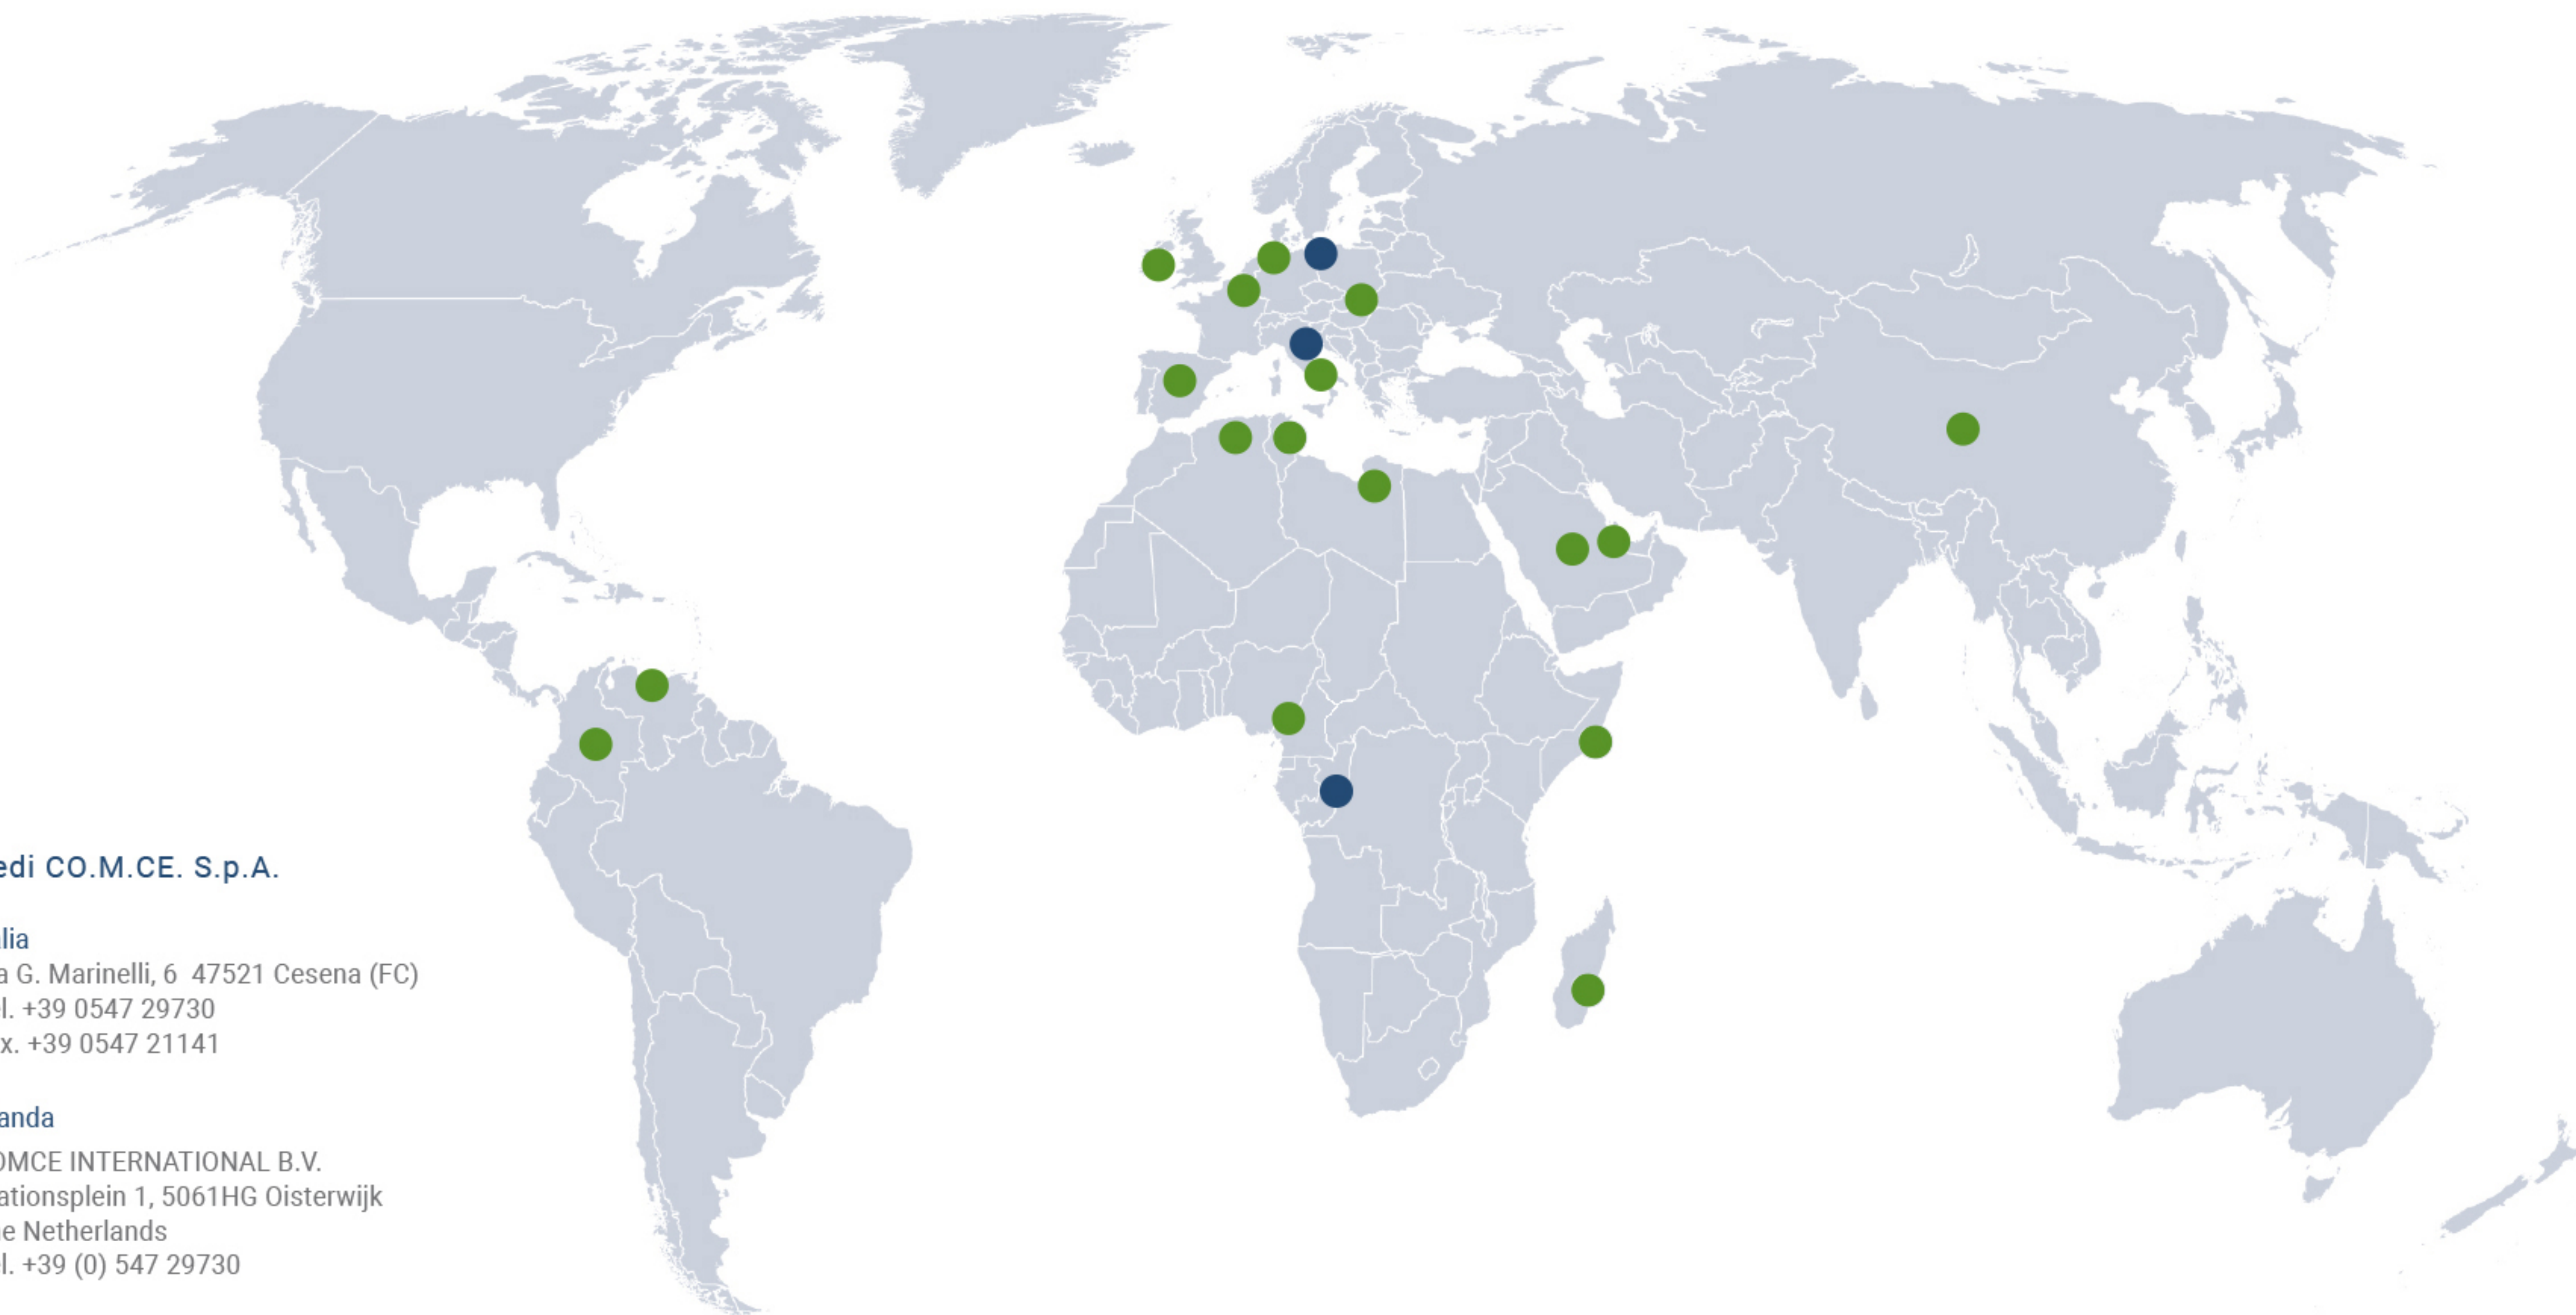 edi CO.M.CE. S.p.A.
lia
a G. Marinelli, 6 47521 Cesena (FC)
l. +39 0547 29730
x. +39 0547 21141
anda
OMCE INTERNATIONAL B.V.
ationsplein 1, 5061HG Oisterwijk
e Netherlands
l. +39 (0) 547 29730